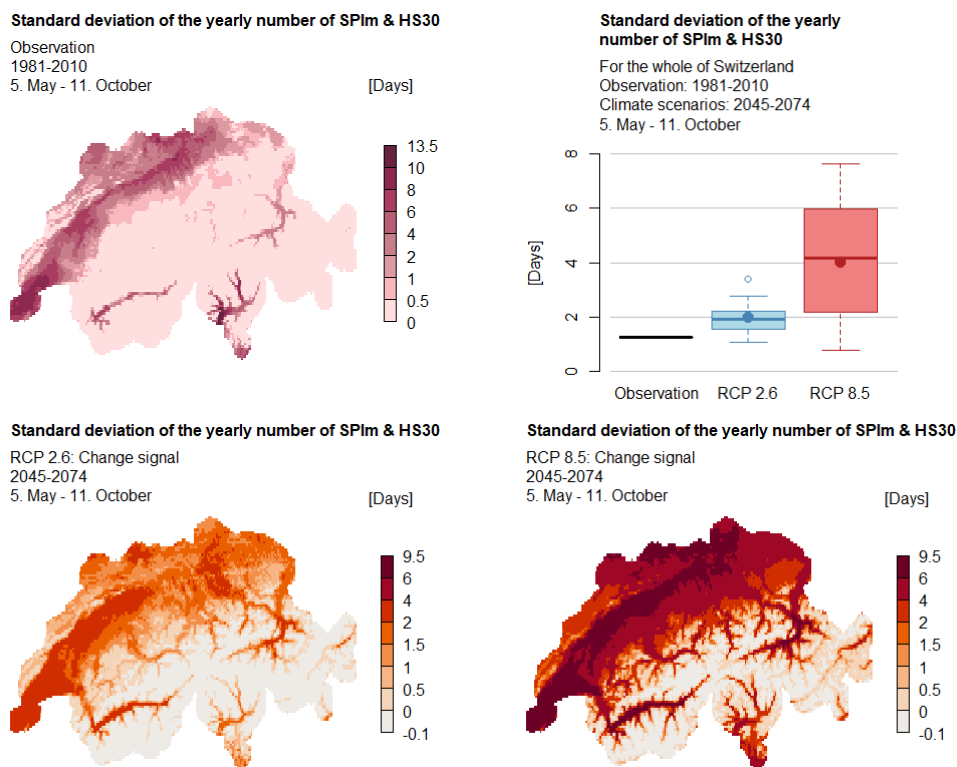 Standard deviation of the yearly number of SPIm & HS30
Observation
1981-2010
5. May - 11. October
[Days]
13.5
10
8
6
4
2
1
0.5
0
Standard deviation of the yearly
number of SPIm & HS30
For the whole of Switzerland
Observation: 1981-2010
Climate scenarios: 2045-2074
5. May - 11. October
[Days]
8
6
4
2
0
Observation RCP 2.6 RCP 8.5
Standard deviation of the yearly number of SPIm & HS30
RCP 2.6: Change signal
2045-2074
5. May - 11. October
[Days]
9.5
6
4
2
1.5
1
0.5
0
-0.1
Standard deviation of the yearly number of SPIm & HS30
RCP 8.5: Change signal
2045-2074
5. May - 11. October
[Days]
9.5
6
4
2
1.5
1
0.5
0
-0.1